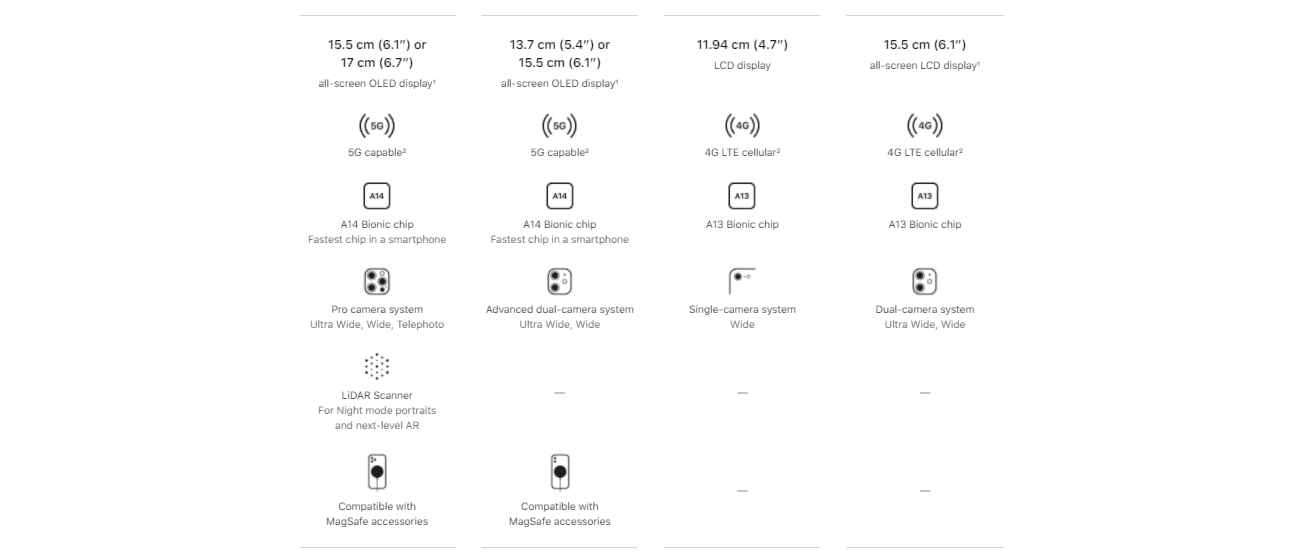 15.5 cm (6.1”) or
17 cm (6.7”)
all-screen OLED display¹
5G
5G capable²
A14
A14 Bionic chip
Fastest chip in a smartphone
Pro camera system
Ultra Wide, Wide, Telephoto
LiDAR Scanner
For Night mode portraits
and next-level AR
Compatible with
MagSafe accessories
13.7 cm (5.4”) or
15.5 cm (6.1”)
all-screen OLED display¹
5G
5G capable²
A14
A14 Bionic chip
Fastest chip in a smartphone
Advanced dual-camera system
Ultra Wide, Wide
—
Compatible with
MagSafe accessories
11.94 cm (4.7”)
LCD display
4G
4G LTE cellular²
A13
A13 Bionic chip
Single-camera system
Wide
—
—
15.5 cm (6.1”)
all-screen LCD display¹
4G
4G LTE cellular²
A13
A13 Bionic chip
Dual-camera system
Ultra Wide, Wide
—
—